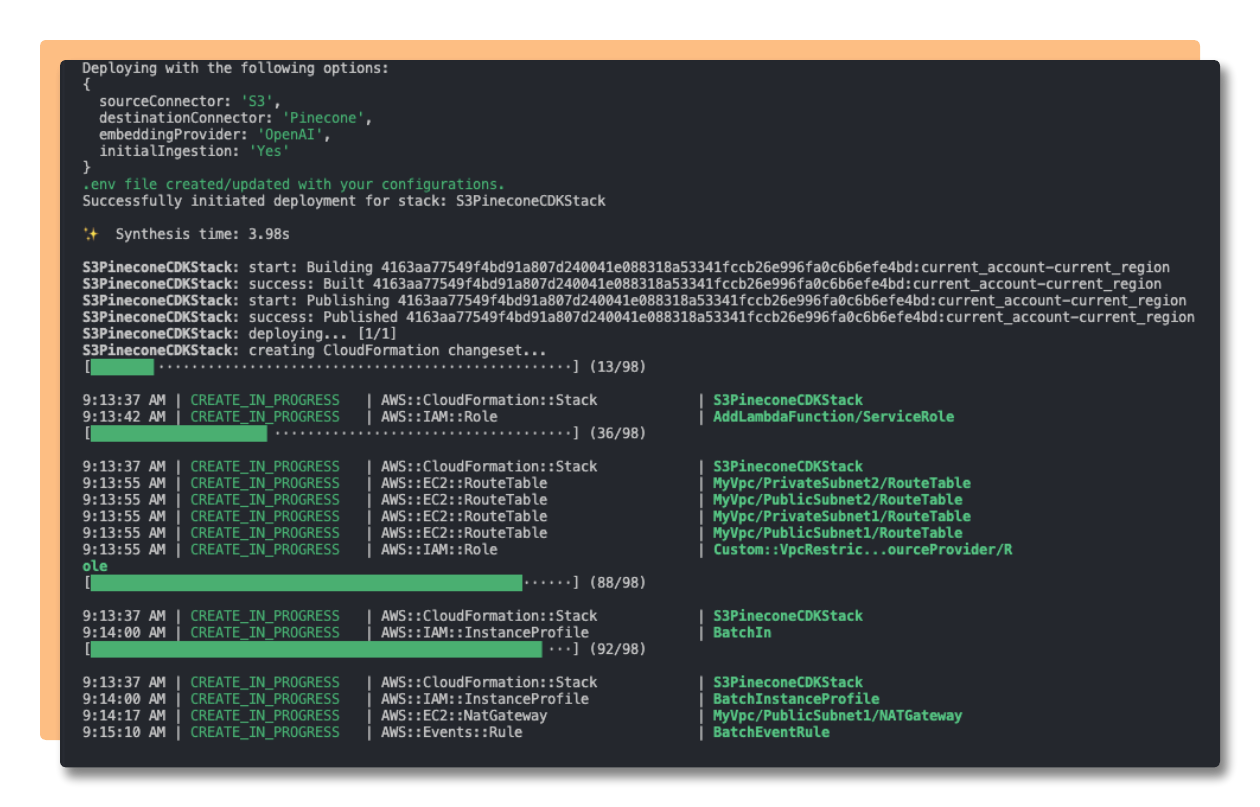 Deploying with the following options:
{
  sourceConnector: 'S3',
  destinationConnector: 'Pinecone',
  embeddingProvider: 'OpenAI',
  initialIngestion: 'Yes'
}
.env file created/updated with your configurations.
Successfully initiated deployment for stack: S3PineconeCDKStack
✨  Synthesis time: 3.98s
S3PineconeCDKStack: start: Building 4163aa77549f4bd91a807d240041e088318a53341fccb26e996fa0c6b6efe4bd:current_account-current_region
S3PineconeCDKStack: success: Built 4163aa77549f4bd91a807d240041e088318a53341fccb26e996fa0c6b6efe4bd:current_account-current_region
S3PineconeCDKStack: start: Publishing 4163aa77549f4bd91a807d240041e088318a53341fccb26e996fa0c6b6efe4bd:current_account-current_region
S3PineconeCDKStack: success: Published 4163aa77549f4bd91a807d240041e088318a53341fccb26e996fa0c6b6efe4bd:current_account-current_region
S3PineconeCDKStack: deploying... [1/1]
S3PineconeCDKStack: creating CloudFormation changeset...
[████████··················································] (13/98)
9:13:37 AM | CREATE_IN_PROGRESS   | AWS::CloudFormation::Stack            | S3PineconeCDKStack
9:13:42 AM | CREATE_IN_PROGRESS   | AWS::IAM::Role                        | AddLambdaFunction/ServiceRole
[█████████████████████····································] (36/98)
9:13:37 AM | CREATE_IN_PROGRESS   | AWS::CloudFormation::Stack            | S3PineconeCDKStack
9:13:55 AM | CREATE_IN_PROGRESS   | AWS::EC2::RouteTable                  | MyVpc/PrivateSubnet2/RouteTable
9:13:55 AM | CREATE_IN_PROGRESS   | AWS::EC2::RouteTable                  | MyVpc/PublicSubnet2/RouteTable
9:13:55 AM | CREATE_IN_PROGRESS   | AWS::EC2::RouteTable                  | MyVpc/PrivateSubnet1/RouteTable
9:13:55 AM | CREATE_IN_PROGRESS   | AWS::EC2::RouteTable                  | MyVpc/PublicSubnet1/RouteTable
9:13:55 AM | CREATE_IN_PROGRESS   | AWS::IAM::Role                        | Custom::VpcRestric...ourceProvider/R
ole
[████████████████████████████████████████████████████······] (88/98)
9:13:37 AM | CREATE_IN_PROGRESS   | AWS::CloudFormation::Stack            | S3PineconeCDKStack
9:14:00 AM | CREATE_IN_PROGRESS   | AWS::IAM::InstanceProfile             | BatchIn
[██████████████████████████████████████████████████████···] (92/98)
9:13:37 AM | CREATE_IN_PROGRESS   | AWS::CloudFormation::Stack            | S3PineconeCDKStack
9:14:00 AM | CREATE_IN_PROGRESS   | AWS::IAM::InstanceProfile             | BatchInstanceProfile
9:14:17 AM | CREATE_IN_PROGRESS   | AWS::EC2::NatGateway                  | MyVpc/PublicSubnet1/NATGateway
9:15:10 AM | CREATE_IN_PROGRESS   | AWS::Events::Rule                     | BatchEventRule